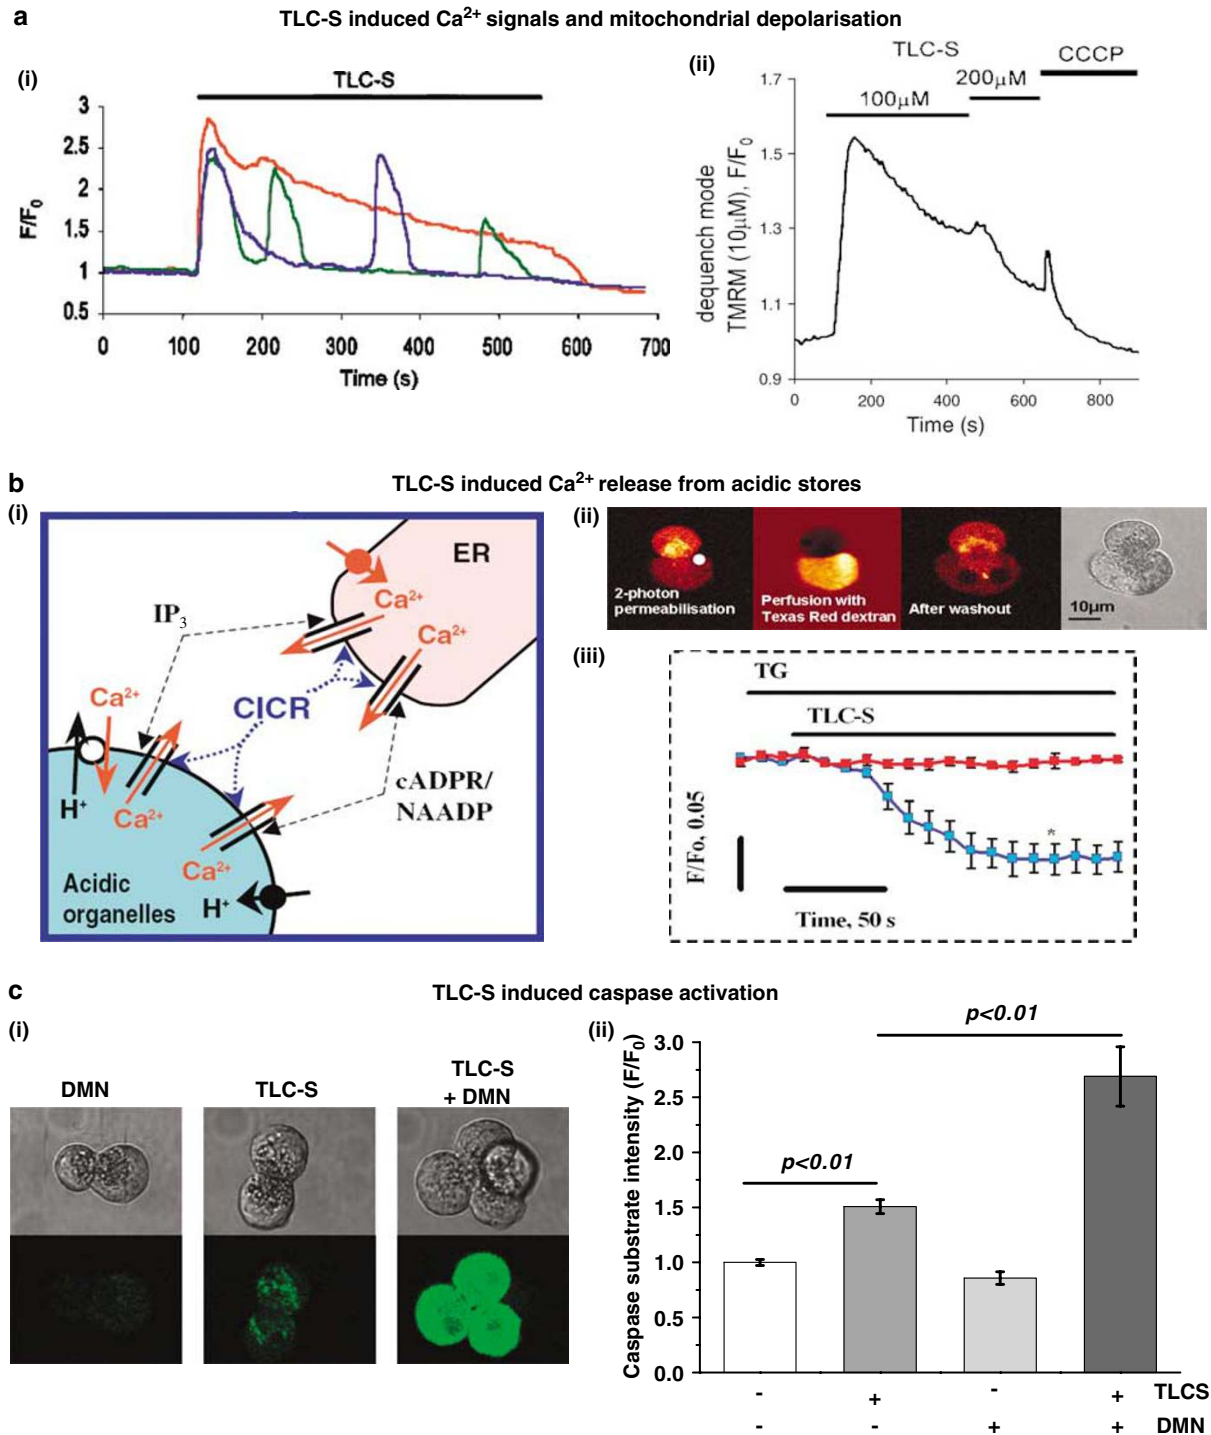 a
TLC-S induced Ca2+ signals and mitochondrial depolarisation
(i)
TLC-S
3
2.5
2
1.5
1
0.5
F/F0
0 100 200 300 400 500 600 700
Time (s)
(ii)
TLC-S
CCCP
200μM
100μM
1.7
1.5
1.3
1.1
0.9
dequench mode
TMRM (10μM), F/F0
0 200 400 600 800
Time (s)
b
TLC-S induced Ca2+ release from acidic stores
(i)
ER
IP3
Ca2+
Ca2+
Ca2+
CICR
H+
Ca2+
cADPR/
NAADP
Ca2+
Acidic
organelles
H+
(ii)
2-photon
permeabilisation
Perfusion with
Texas Red dextran
After washout
10μm
(iii)
TG
TLC-S
*
F/Fo, 0.05
Time, 50 s
c
TLC-S induced caspase activation
(i)
DMN
TLC-S
TLC-S
+ DMN
(ii)
p<0.01
p<0.01
3.0
2.5
2.0
1.5
1.0
0.5
0.0
Caspase substrate intensity (F/F0)
- + - + TLCS
- - + + DMN